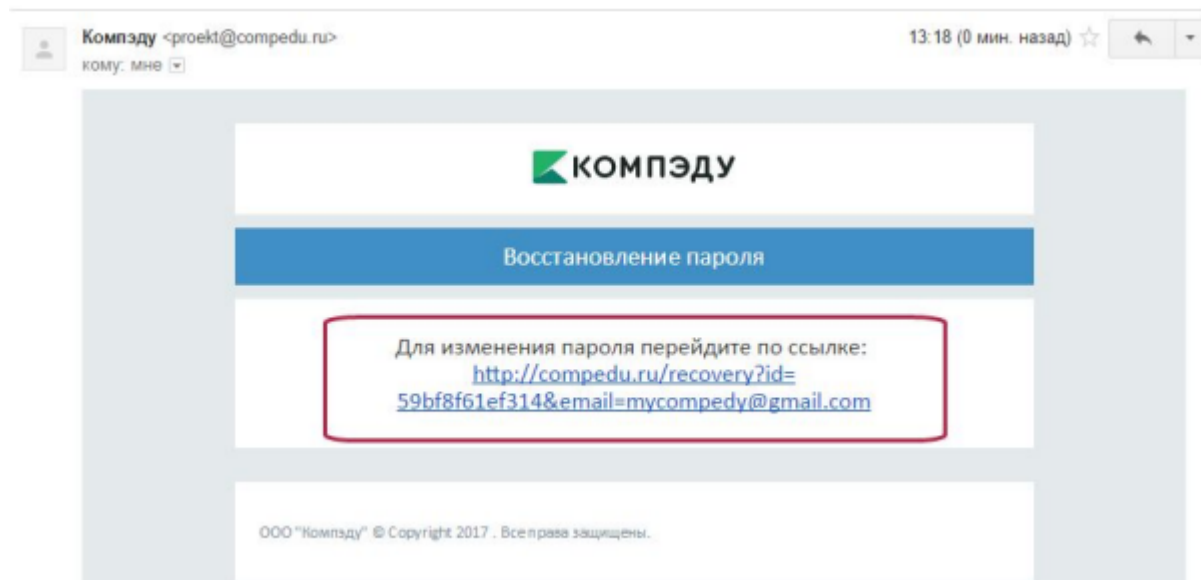 Компэду <proekt@compedu.ru>
13:18 (0 мин. назад)
кому: мне
КОМПЭДУ
Восстановление пароля
Для изменения пароля перейдите по ссылке:
http://compedu.ru/recovery?id=
59bf8f61ef314&email=mycompedy@gmail.com
ООО "Компэду" © Copyright 2017 . Все права защищены.